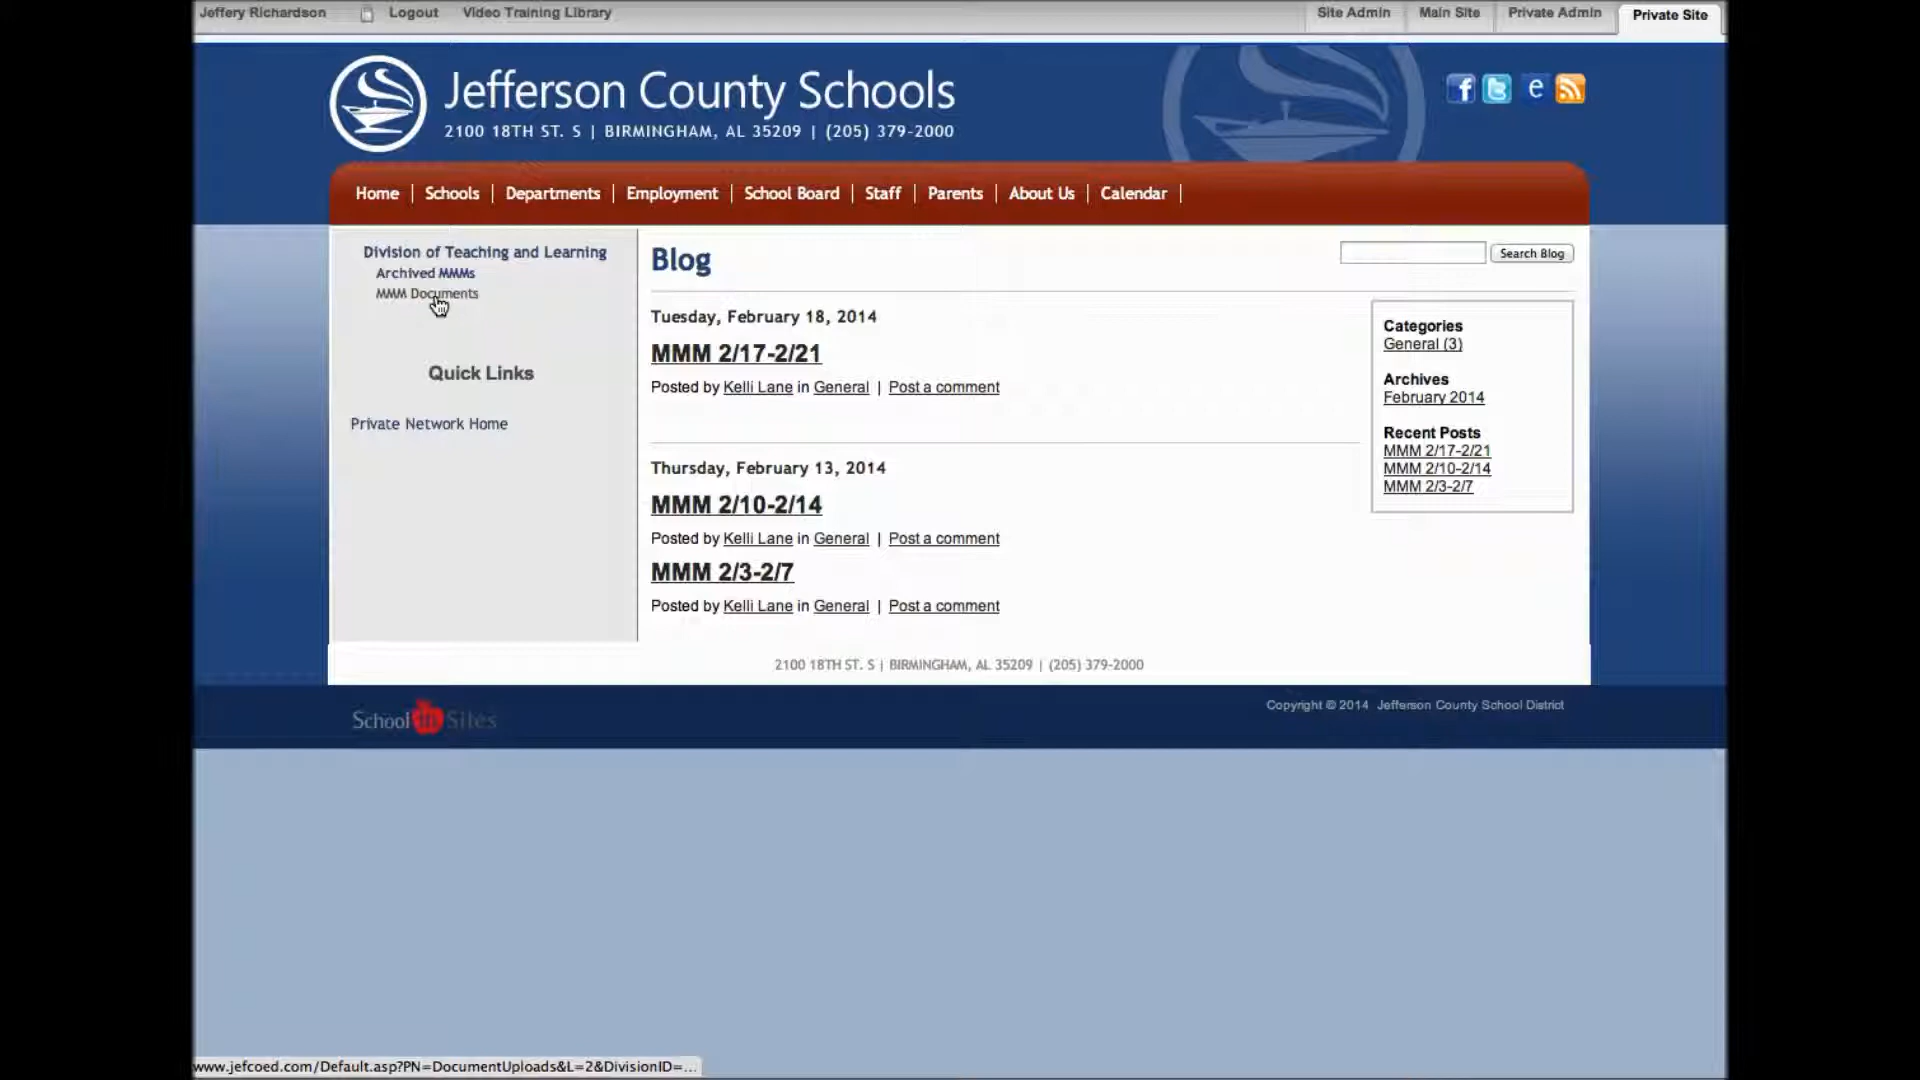 Jeffery Richardson Logout Video Training Library Site Admin Main Site Private Admin Private Site
Jefferson County Schools
2100 18TH ST. S | BIRMINGHAM, AL 35209 | (205) 379-2000
Home | Schools | Departments | Employment | School Board | Staff | Parents | About Us | Calendar |
Division of Teaching and Learning
Archived MMMs
MMM Documents
Quick Links
Private Network Home
Blog
Search Blog
Tuesday, February 18, 2014
MMM 2/17-2/21
Posted by Kelli Lane in General | Post a comment
Thursday, February 13, 2014
MMM 2/10-2/14
Posted by Kelli Lane in General | Post a comment
MMM 2/3-2/7
Posted by Kelli Lane in General | Post a comment
Categories
General (3)
Archives
February 2014
Recent Posts
MMM 2/17-2/21
MMM 2/10-2/14
MMM 2/3-2/7
2100 18TH ST. S | BIRMINGHAM, AL 35209 | (205) 379-2000
School in Sites
Copyright © 2014 Jefferson County School District
www.jefcoed.com/Default.asp?PN=DocumentUploads&L=2&DivisionID=...